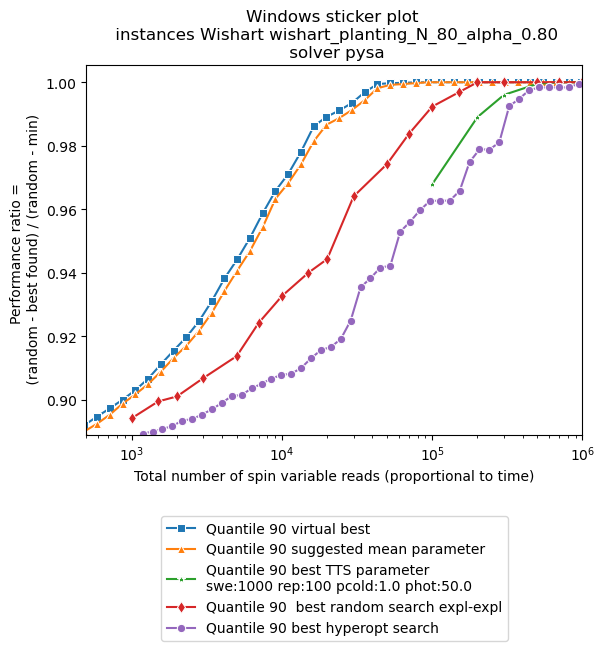 Windows sticker plot
instances Wishart wishart_planting_N_80_alpha_0.80
solver pysa
Performance ratio =
(random - best found) / (random - min)
1.00
0.98
0.96
0.94
0.92
0.90
10³ 10⁴ 10⁵ 10⁶
Total number of spin variable reads (proportional to time)
Quantile 90 virtual best
Quantile 90 suggested mean parameter
Quantile 90 best TTS parameter
swe:1000 rep:100 pcold:1.0 phot:50.0
Quantile 90  best random search expl-expl
Quantile 90 best hyperopt search